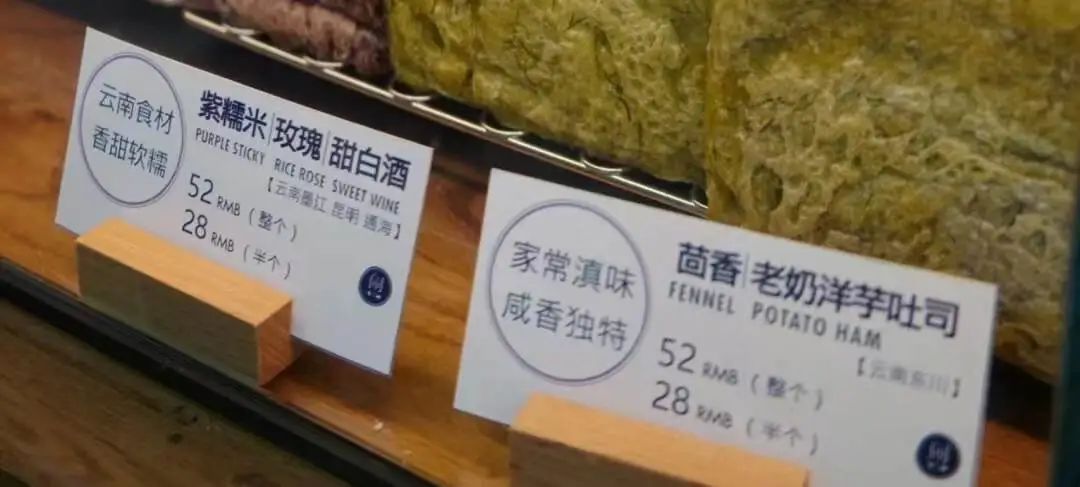 云南食材
香甜软糯
紫糯米|玫瑰|甜白酒
PURPLE STICKY RICE ROSE SWEET WINE
【云南墨江 昆明 通海】
52 RMB（整个）
28 RMB（半个）
家常滇味
咸香独特
茴香|老奶洋芋吐司
FENNEL POTATO HAM
【云南东川】
52 RMB（整个）
28 RMB（半个）